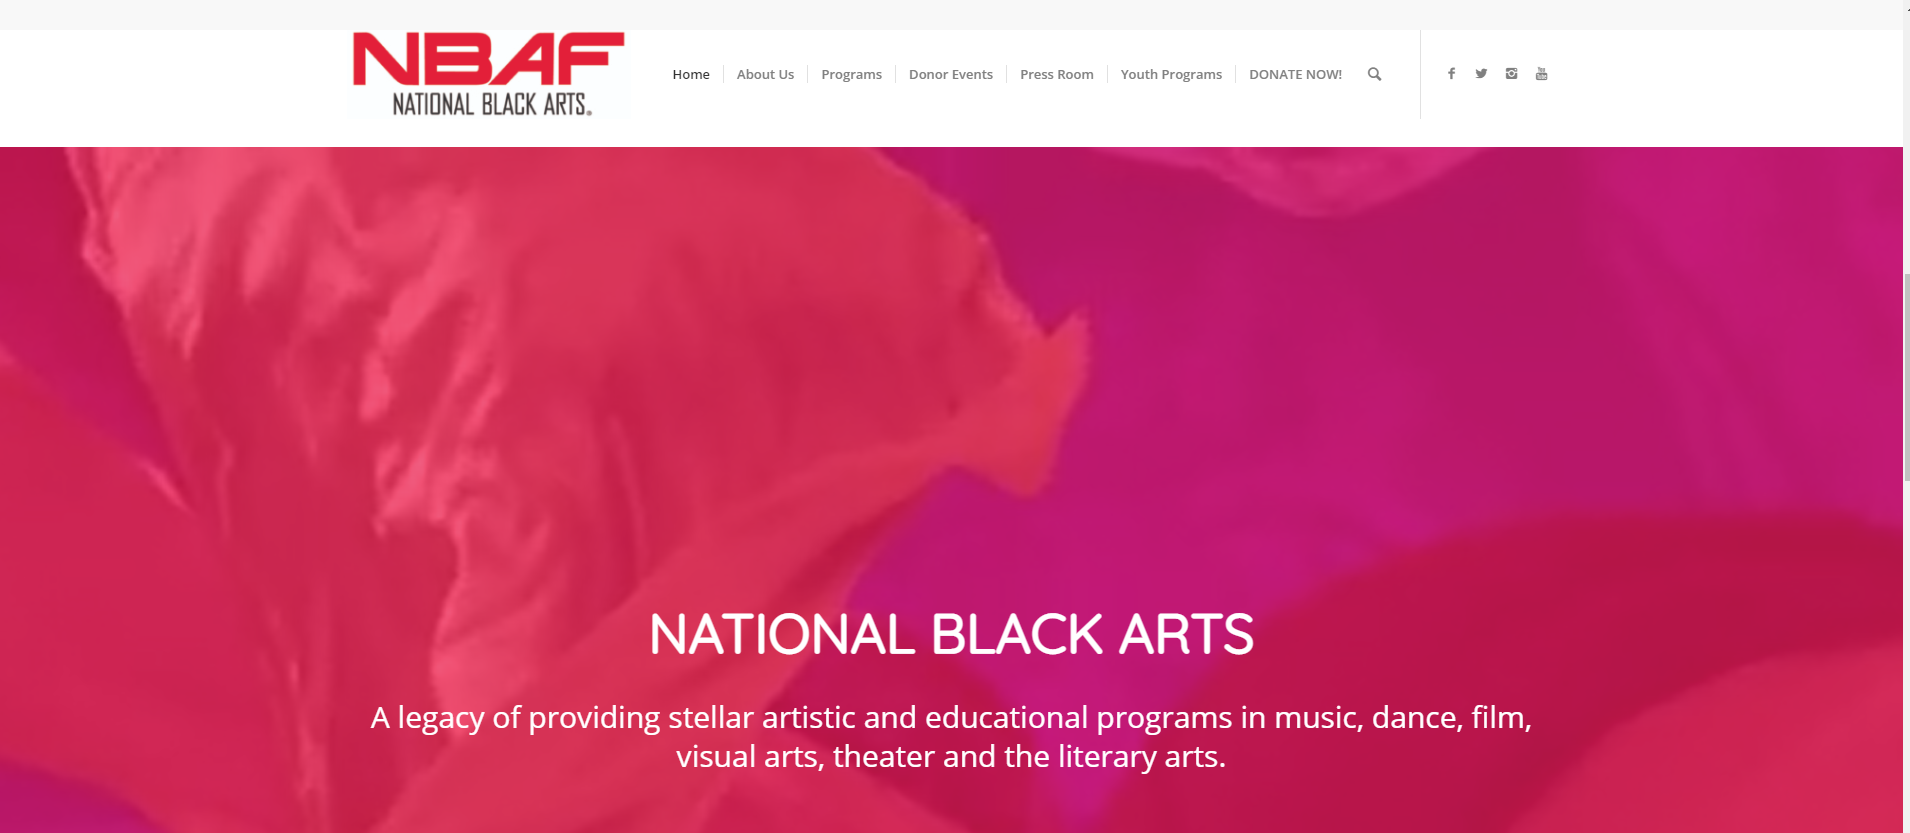 NBAF
NATIONAL BLACK ARTS®
Home
About Us
Programs
Donor Events
Press Room
Youth Programs
DONATE NOW!
NATIONAL BLACK ARTS
A legacy of providing stellar artistic and educational programs in music, dance, film,
visual arts, theater and the literary arts.